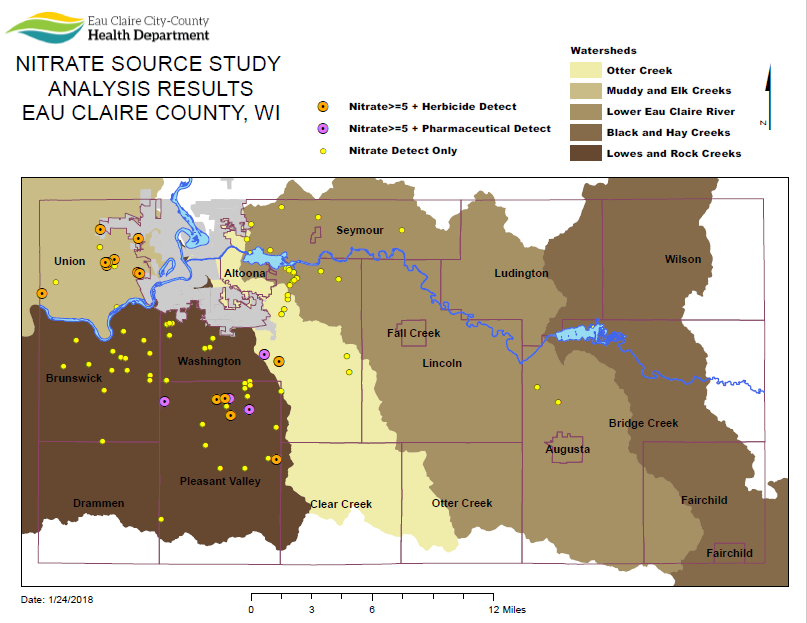 Eau Claire City-County
Health Department
NITRATE SOURCE STUDY
ANALYSIS RESULTS
EAU CLAIRE COUNTY, WI
Nitrate>=5 + Herbicide Detect
Nitrate>=5 + Pharmaceutical Detect
Nitrate Detect Only
Watersheds
Otter Creek
Muddy and Elk Creeks
Lower Eau Claire River
Black and Hay Creeks
Lowes and Rock Creeks
N
Seymour
Union
Altoona
Ludington
Wilson
Fall Creek
Washington
Lincoln
Brunswick
Bridge Creek
Augusta
Pleasant Valley
Drammen
Clear Creek
Otter Creek
Fairchild
Fairchild
Date: 1/24/2018
0 3 6 12 Miles